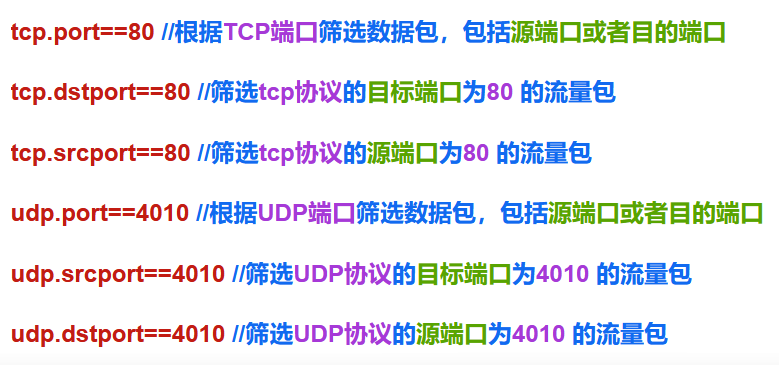 tcp.port==80 //根据TCP端口筛选数据包，包括源端口或者目的端口
tcp.dstport==80 //筛选tcp协议的目标端口为80 的流量包
tcp.srcport==80 //筛选tcp协议的源端口为80 的流量包
udp.port==4010 //根据UDP端口筛选数据包，包括源端口或者目的端口
udp.srcport==4010 //筛选UDP协议的目标端口为4010 的流量包
udp.dstport==4010 //筛选UDP协议的源端口为4010 的流量包